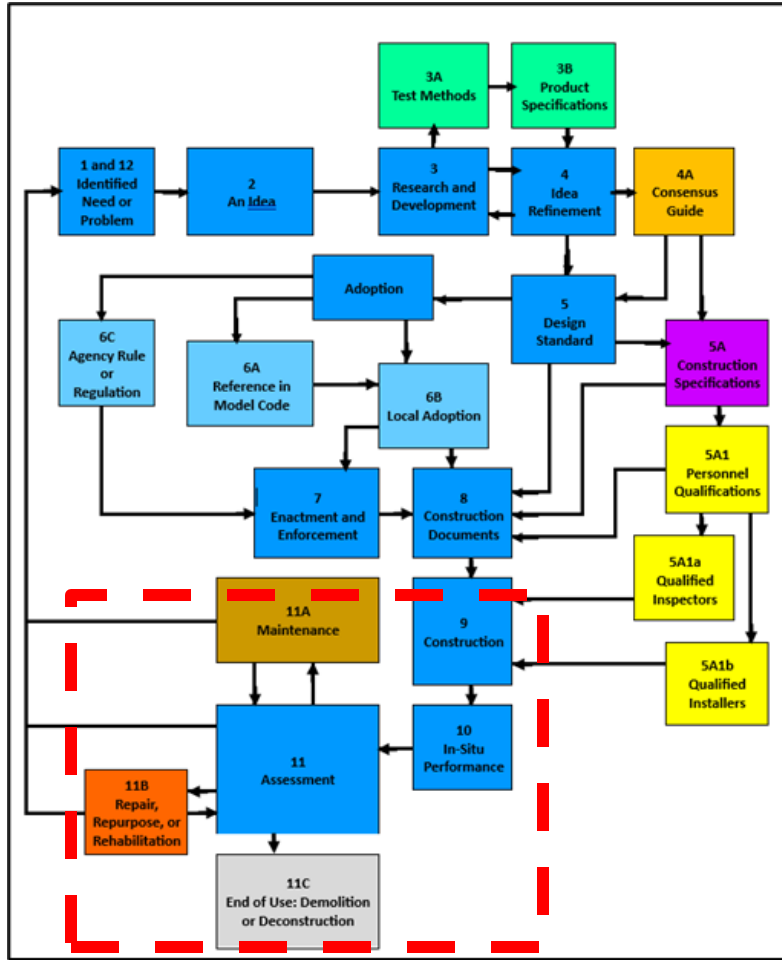 3A
Test Methods
3B
Product
Specifications
1 and 12
Identified
Need or
Problem
2
An Idea
3
Research and
Development
4
Idea
Refinement
4A
Consensus
Guide
Adoption
5
Design
Standard
6C
Agency Rule
or
Regulation
6A
Reference in
Model Code
6B
Local Adoption
5A
Construction
Specifications
5A1
Personnel
Qualifications
7
Enactment and
Enforcement
8
Construction
Documents
5A1a
Qualified
Inspectors
11A
Maintenance
9
Construction
5A1b
Qualified
Installers
11
Assessment
10
In-Situ
Performance
11B
Repair,
Repurpose, or
Rehabilitation
11C
End of Use: Demolition
or Deconstruction